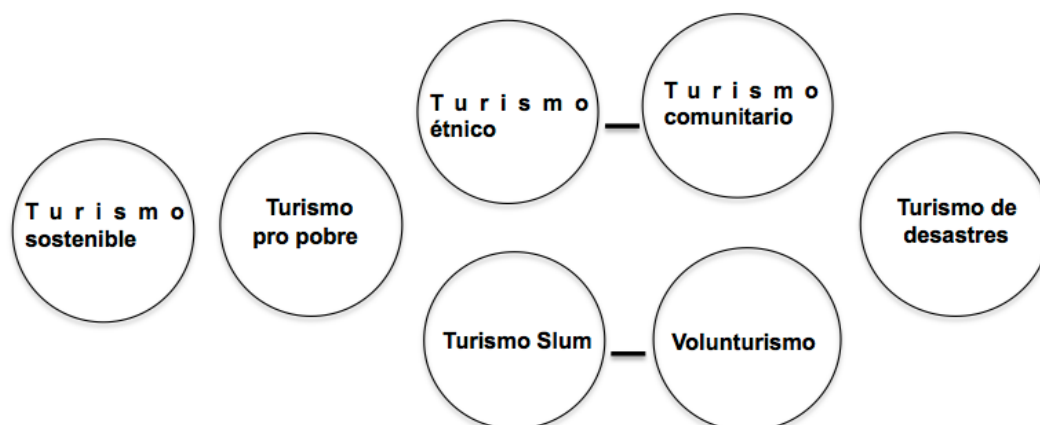 Turismo
sostenible
Turismo
pro pobre
Turismo
étnico
Turismo
comunitario
Turismo Slum
Volunturismo
Turismo de
desastres